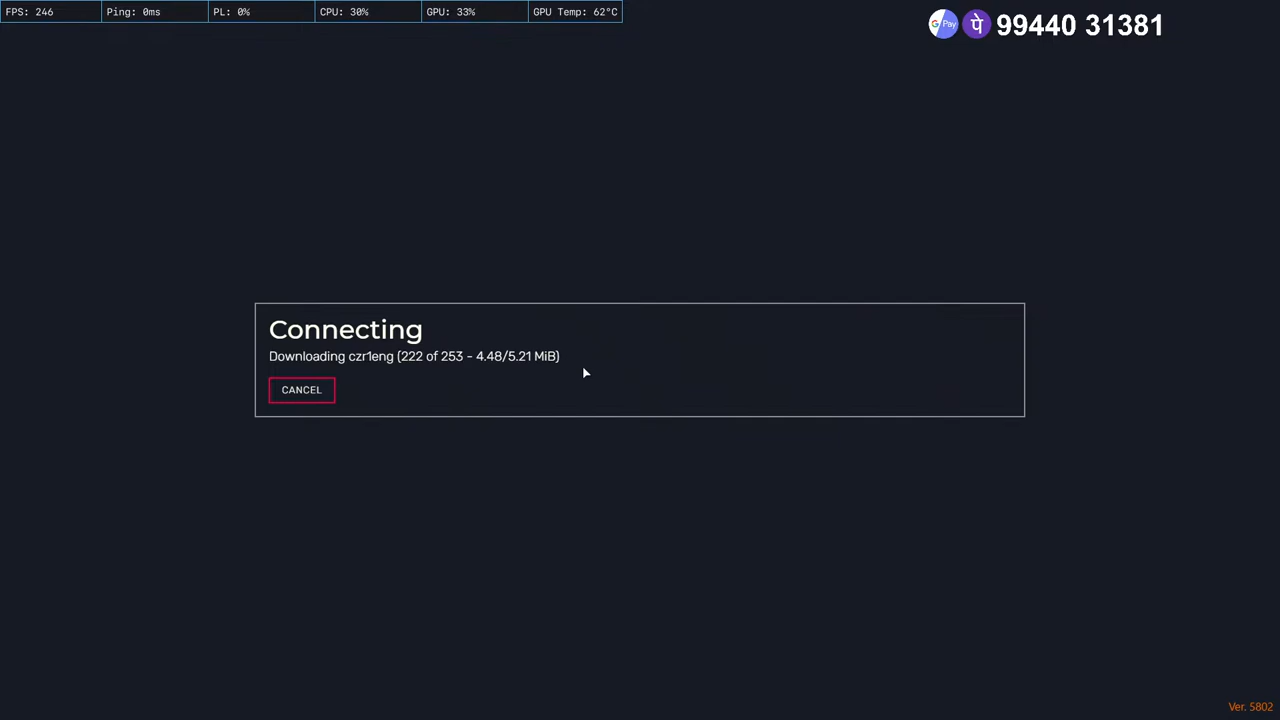 FPS: 246 Ping: 0ms PL: 0% CPU: 30% GPU: 33% GPU Temp: 62°C
G Pay पे 99440 31381
Connecting
Downloading czr1eng (222 of 253 - 4.48/5.21 MiB)
CANCEL
Ver. 5802